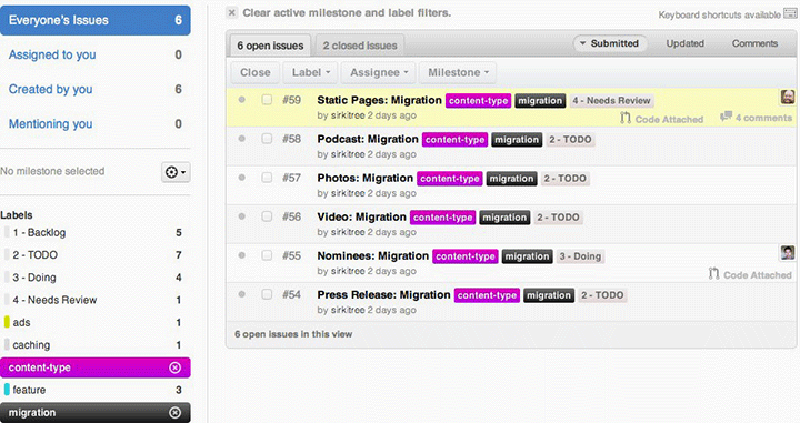 Everyone's Issues 6
Assigned to you 0
Created by you 6
Mentioning you 0
No milestone selected
Labels
1 - Backlog 5
2 - TODO 7
3 - Doing 4
4 - Needs Review 1
ads 1
caching 1
content-type
feature 3
migration
Clear active milestone and label filters.
Keyboard shortcuts available
6 open issues 2 closed issues Submitted Updated Comments
Close Label Assignee Milestone
#59 Static Pages: Migration content-type migration 4 - Needs Review
by sirkitree 2 days ago Code Attached 4 comments
#58 Podcast: Migration content-type migration 2 - TODO
by sirkitree 2 days ago
#57 Photos: Migration content-type migration 2 - TODO
by sirkitree 2 days ago
#56 Video: Migration content-type migration 2 - TODO
by sirkitree 2 days ago
#55 Nominees: Migration content-type migration 3 - Doing
by sirkitree 2 days ago Code Attached
#54 Press Release: Migration content-type migration 2 - TODO
by sirkitree 2 days ago
6 open issues in this view